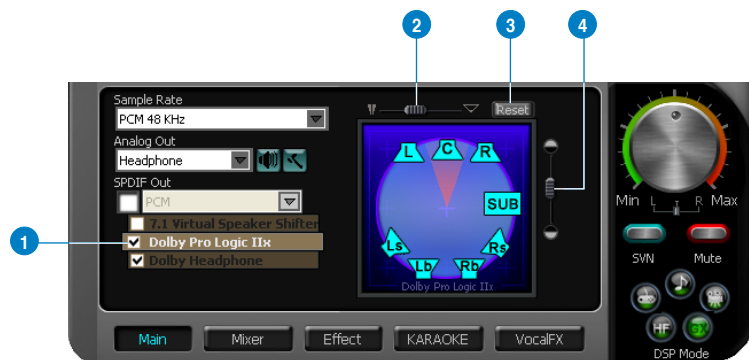 2
3
4
Sample Rate
PCM 48 KHz
Reset
Analog Out
Headphone
SPDIF Out
PCM
7.1 Virtual Speaker Shifter
1
Dolby Pro Logic IIx
Dolby Headphone
L
C
R
SUB
Ls
Rs
Lb
Rb
Dolby Pro Logic IIx
Min
L
R
Max
SVN
Mute
HF
GX
DSP Mode
Main
Mixer
Effect
KARAOKE
VocalFX